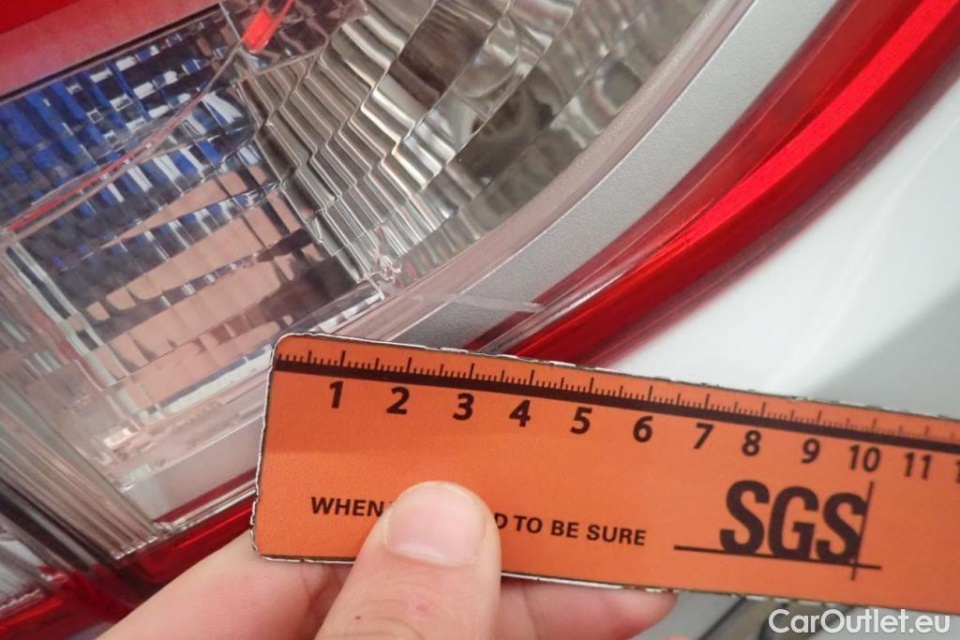 1 2 3 4 5 6 7 8 9 10 11
WHEN D TO BE SURE
SGS
CarOutlet.eu